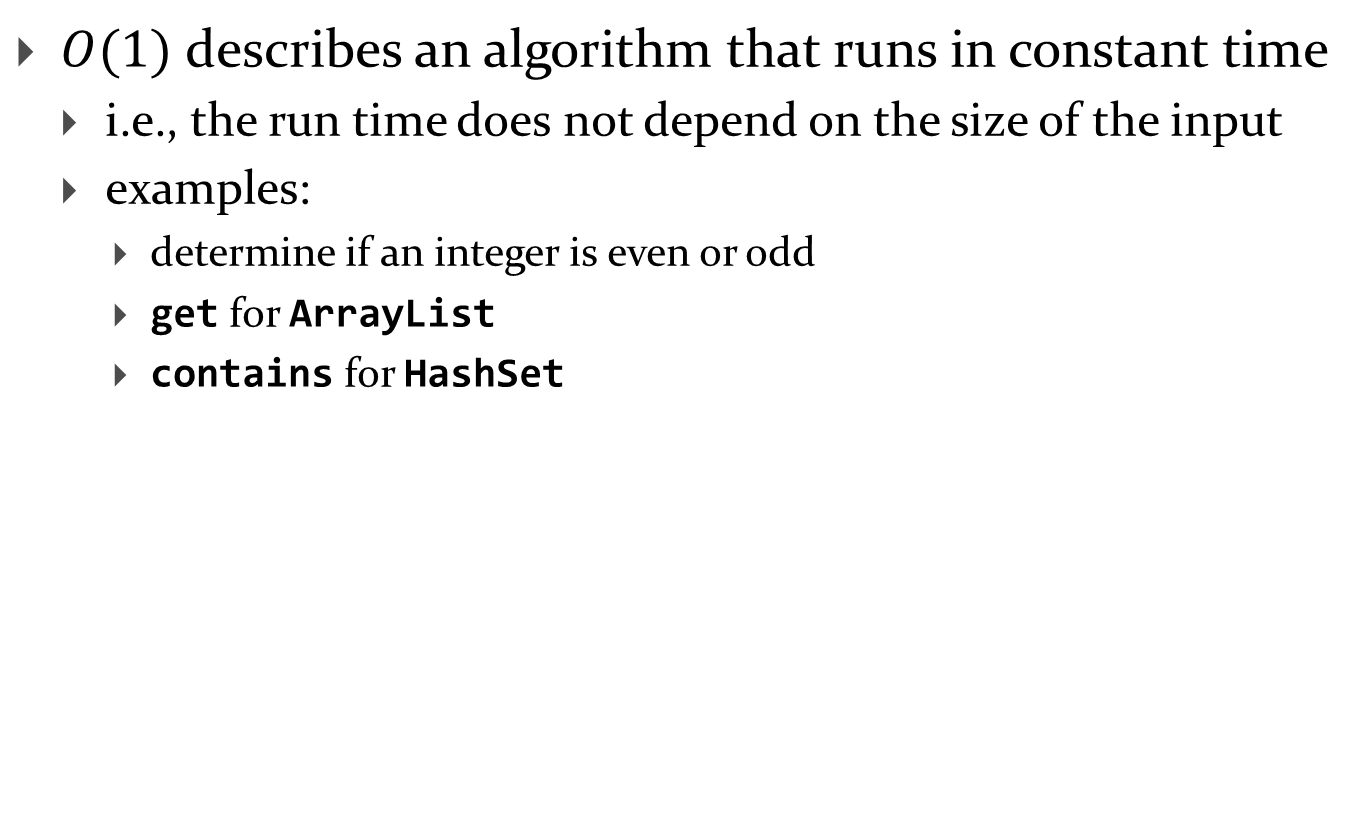 O(1) describes an algorithm that runs in constant time
i.e., the run time does not depend on the size of the input
examples:
determine if an integer is even or odd
get for ArrayList
contains for HashSet